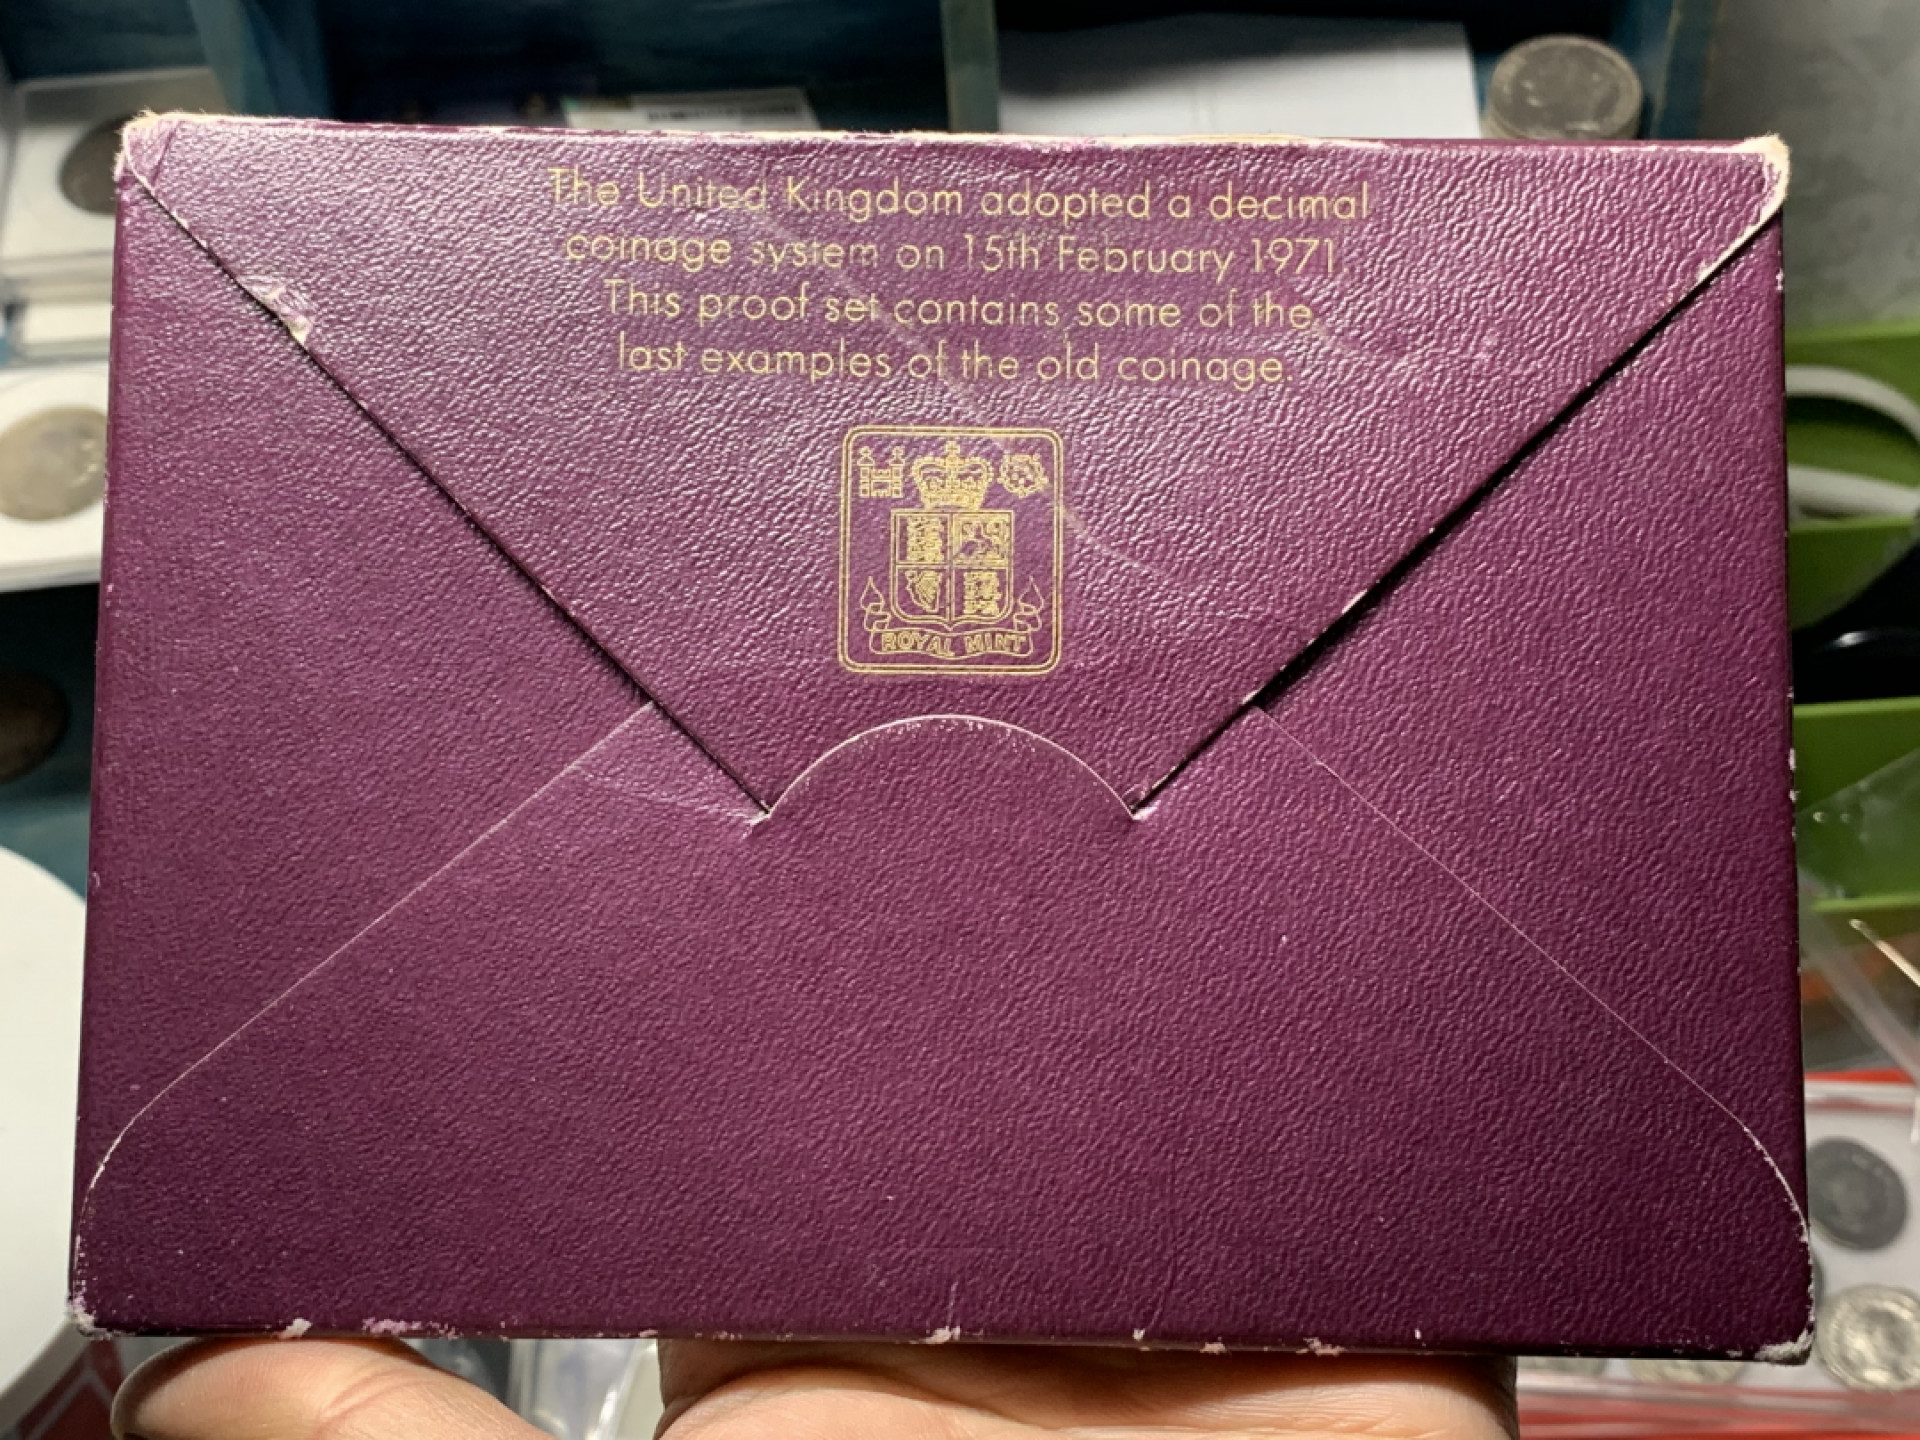 The United Kingdom adopted a decimal
coinage system on 15th February 1971.
This proof set contains some of the
last examples of the old coinage.
ROYAL MINT